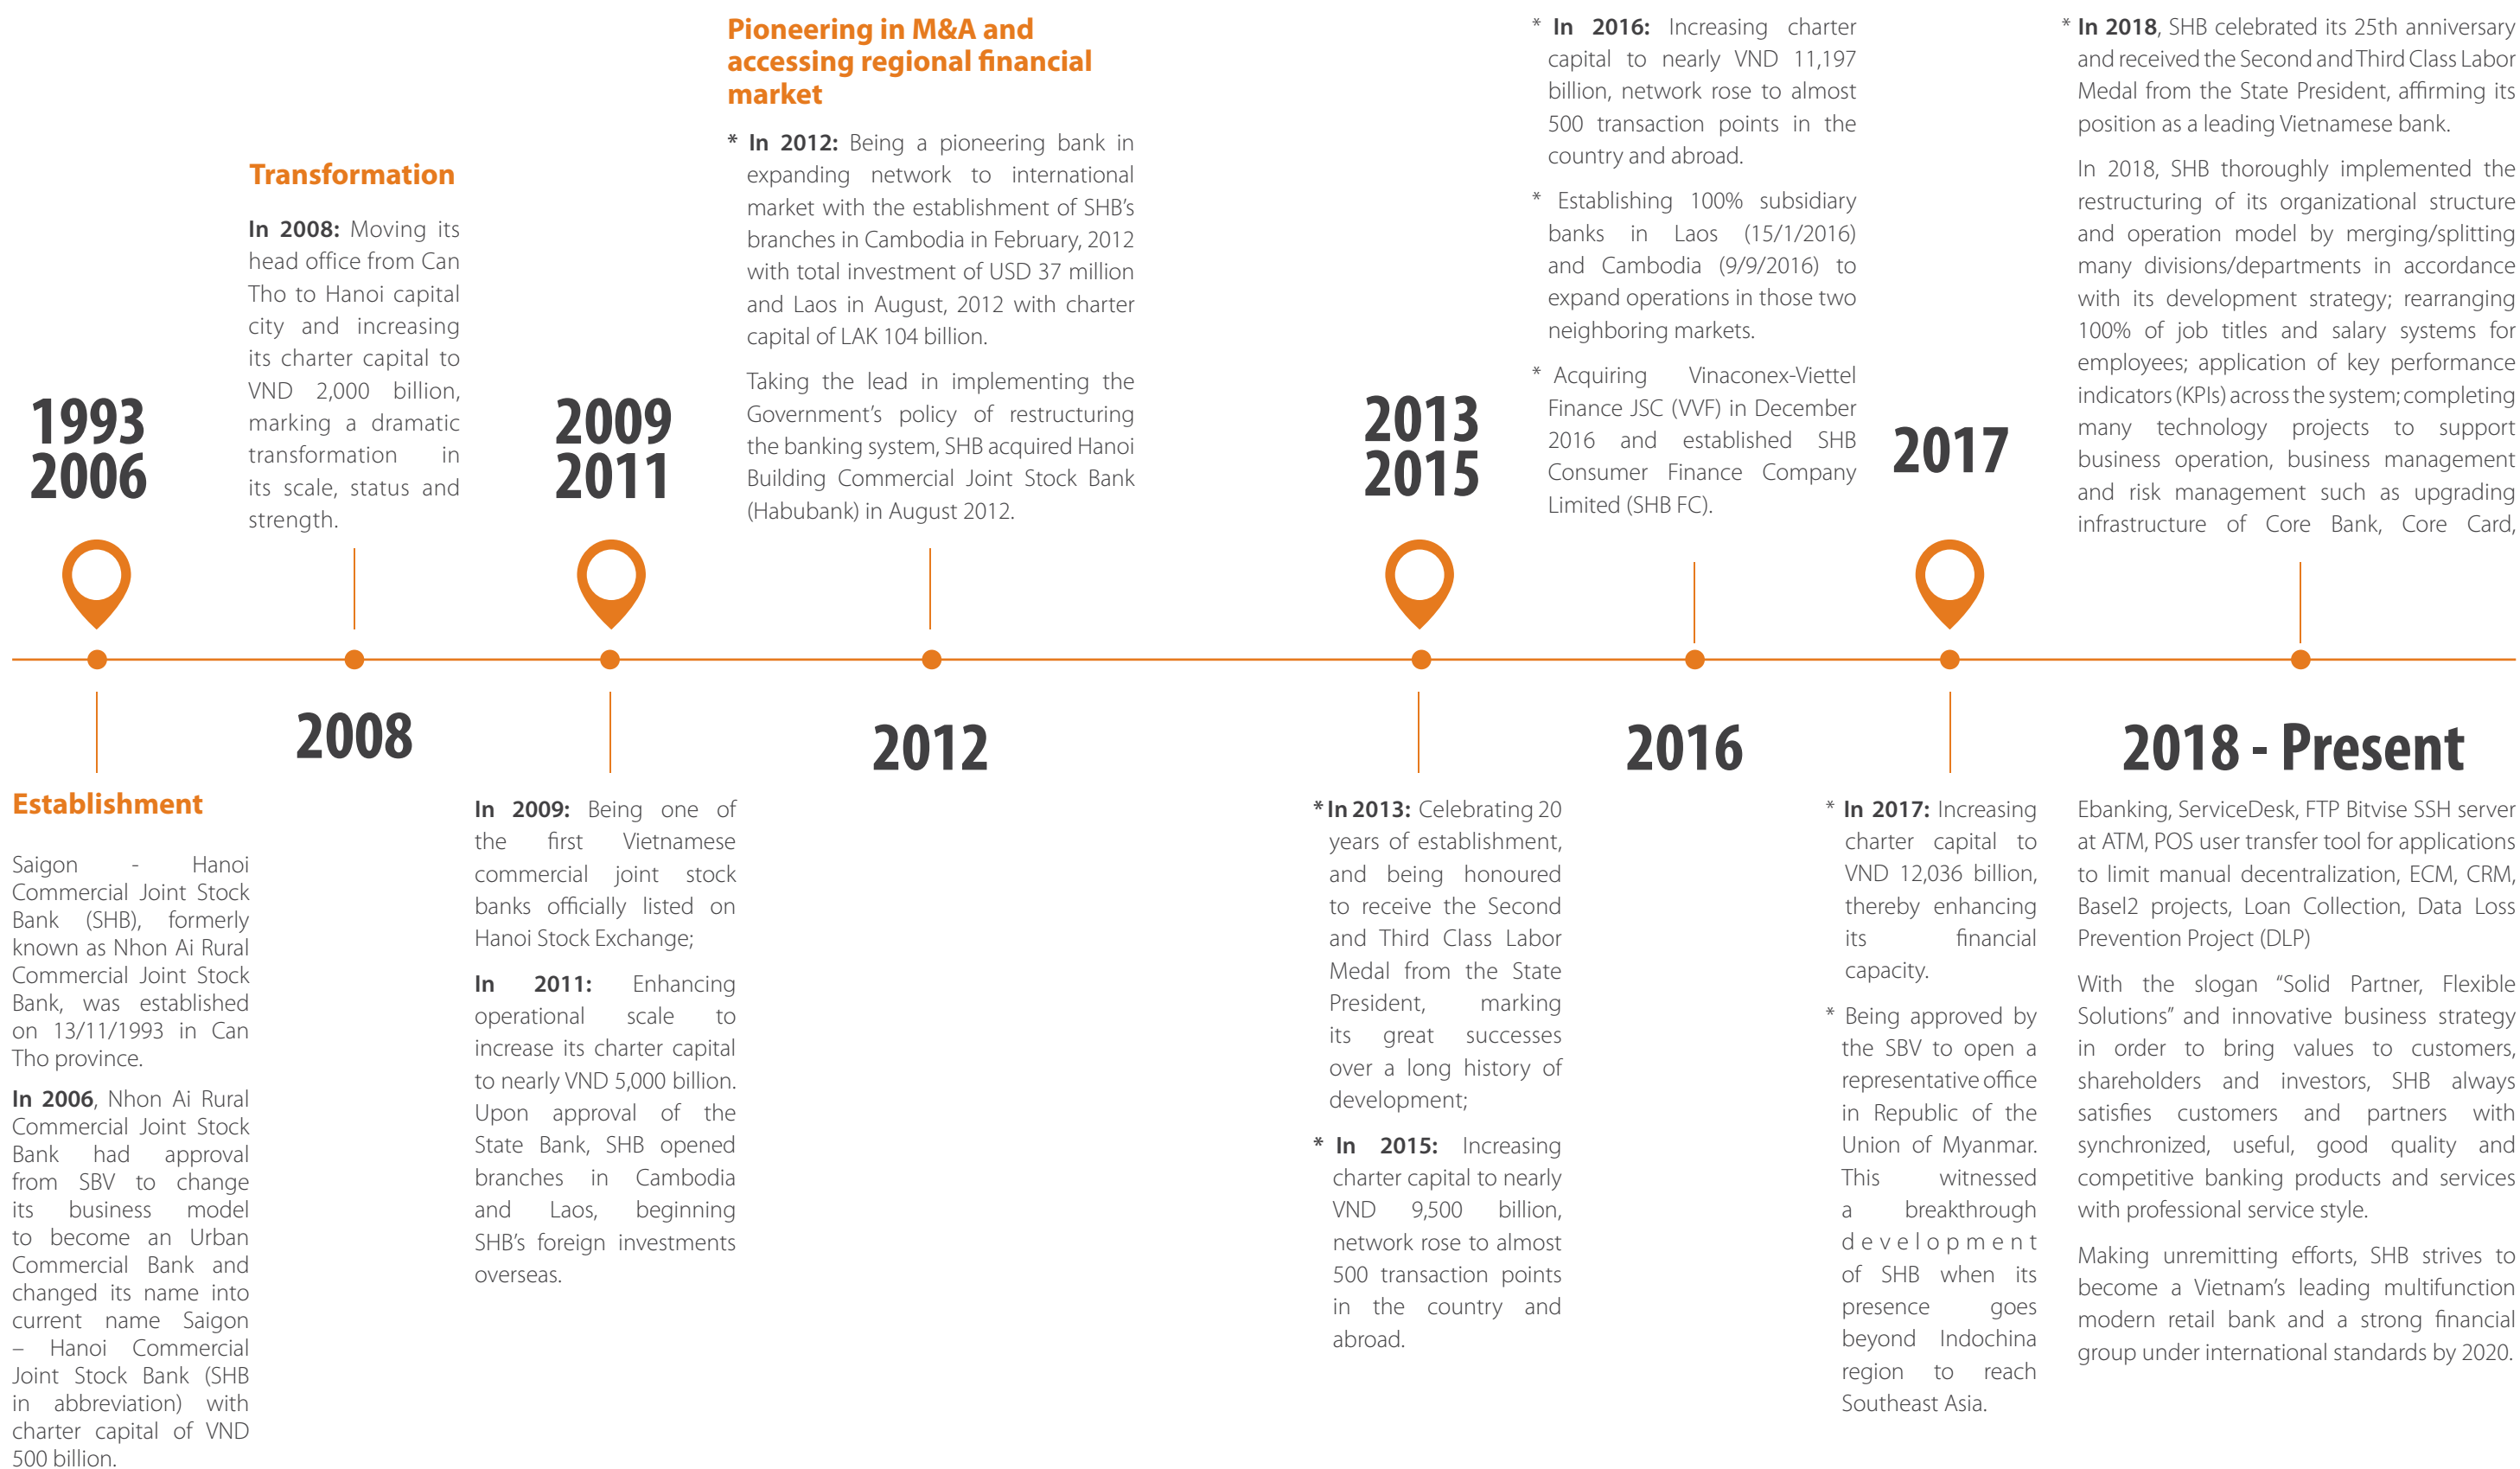 1993
2006
Establishment
Saigon - Hanoi
Commercial Joint Stock
Bank (SHB), formerly
known as Nhon Ai Rural
Commercial Joint Stock
Bank, was established
on 13/11/1993 in Can
Tho province.
In 2006, Nhon Ai Rural
Commercial Joint Stock
Bank had approval
from SBV to change
its business model
to become an Urban
Commercial Bank and
changed its name into
current name Saigon
– Hanoi Commercial
Joint Stock Bank (SHB
in abbreviation) with
charter capital of VND
500 billion.
Transformation
In 2008: Moving its
head office from Can
Tho to Hanoi capital
city and increasing
its charter capital to
VND 2,000 billion,
marking a dramatic
transformation in
its scale, status and
strength.
2008
2009
2011
In 2009: Being one of
the first Vietnamese
commercial joint stock
banks officially listed on
Hanoi Stock Exchange;
In 2011: Enhancing
operational scale to
increase its charter capital
to nearly VND 5,000 billion.
Upon approval of the
State Bank, SHB opened
branches in Cambodia
and Laos, beginning
SHB's foreign investments
overseas.
Pioneering in M&A and
accessing regional financial
market
* In 2012: Being a pioneering bank in
expanding network to international
market with the establishment of SHB's
branches in Cambodia in February, 2012
with total investment of USD 37 million
and Laos in August, 2012 with charter
capital of LAK 104 billion.
Taking the lead in implementing the
Government's policy of restructuring
the banking system, SHB acquired Hanoi
Building Commercial Joint Stock Bank
(Habubank) in August 2012.
2012
2013
2015
* In 2013: Celebrating 20
years of establishment,
and being honoured
to receive the Second
and Third Class Labor
Medal from the State
President, marking
its great successes
over a long history of
development;
* In 2015: Increasing
charter capital to nearly
VND 9,500 billion,
network rose to almost
500 transaction points
in the country and
abroad.
* In 2016: Increasing charter
capital to nearly VND 11,197
billion, network rose to almost
500 transaction points in the
country and abroad.
* Establishing 100% subsidiary
banks in Laos (15/1/2016)
and Cambodia (9/9/2016) to
expand operations in those two
neighboring markets.
* Acquiring Vinaconex-Viettel
Finance JSC (VVF) in December
2016 and established SHB
Consumer Finance Company
Limited (SHB FC).
2016
2017
* In 2017: Increasing
charter capital to
VND 12,036 billion,
thereby enhancing
its financial
capacity.
* Being approved by
the SBV to open a
representative office
in Republic of the
Union of Myanmar.
This witnessed
a breakthrough
development
of SHB when its
presence goes
beyond Indochina
region to reach
Southeast Asia.
* In 2018, SHB celebrated its 25th anniversary
and received the Second and Third Class Labor
Medal from the State President, affirming its
position as a leading Vietnamese bank.
In 2018, SHB thoroughly implemented the
restructuring of its organizational structure
and operation model by merging/splitting
many divisions/departments in accordance
with its development strategy; rearranging
100% of job titles and salary systems for
employees; application of key performance
indicators (KPIs) across the system; completing
many technology projects to support
business operation, business management
and risk management such as upgrading
infrastructure of Core Bank, Core Card,
2018 - Present
Ebanking, ServiceDesk, FTP Bitvise SSH server
at ATM, POS user transfer tool for applications
to limit manual decentralization, ECM, CRM,
Basel2 projects, Loan Collection, Data Loss
Prevention Project (DLP)
With the slogan “Solid Partner, Flexible
Solutions” and innovative business strategy
in order to bring values to customers,
shareholders and investors, SHB always
satisfies customers and partners with
synchronized, useful, good quality and
competitive banking products and services
with professional service style.
Making unremitting efforts, SHB strives to
become a Vietnam's leading multifunction
modern retail bank and a strong financial
group under international standards by 2020.